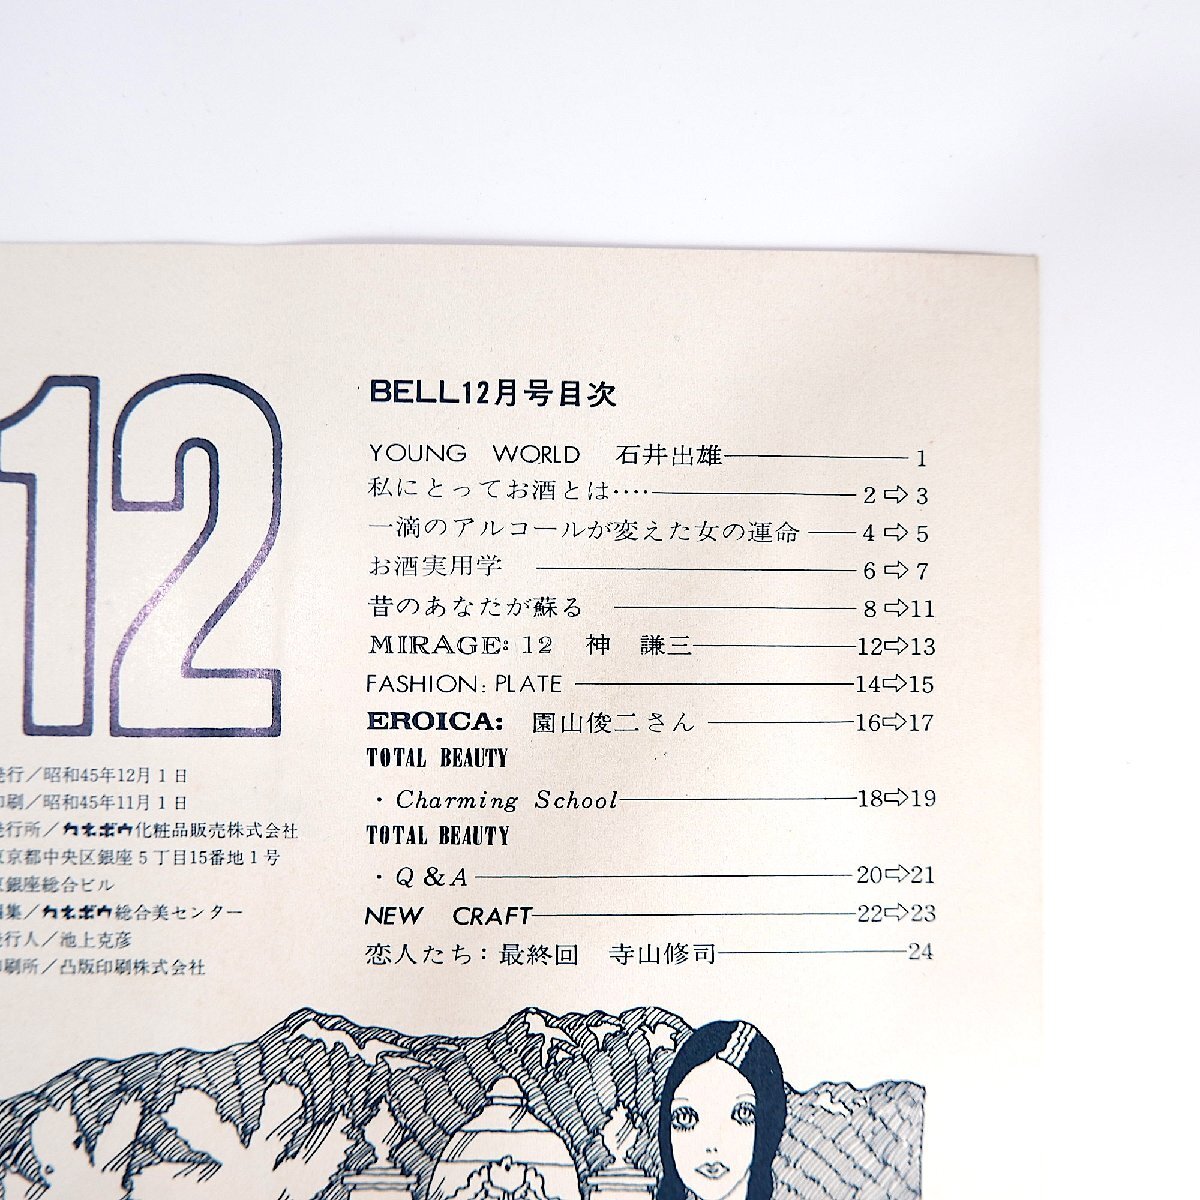 12
BELL12月号目次
YOUNG WORLD 石井出雄 1
私にとってお酒とは‥‥ 2⇨3
一滴のアルコールが変えた女の運命 4⇨5
お酒実用学 6⇨7
昔のあなたが蘇る 8⇨11
MIRAGE: 12 神 謙三 12⇨13
FASHION: PLATE 14⇨15
EROICA: 園山俊二さん 16⇨17
TOTAL BEAUTY
・Charming School 18⇨19
TOTAL BEAUTY
・Q&A 20⇨21
NEW CRAFT 22⇨23
恋人たち：最終回 寺山修司 24
発行／昭和45年12月1日
印刷／昭和45年11月1日
発行所／カネボウ化粧品販売株式会社
東京都中央区銀座5丁目15番地1号
銀座総合ビル
編集／カネボウ総合美センター
発行人／池上克彦
印刷所／凸版印刷株式会社